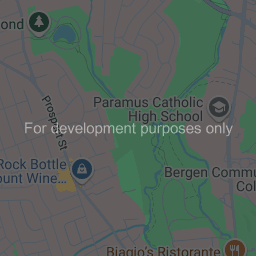 ond
Prospect St
Paramus Catholic
High School
For development purposes only
Rock Bottle
ount Wine...
Bergen Commu
Col
Biagio's Ristorante